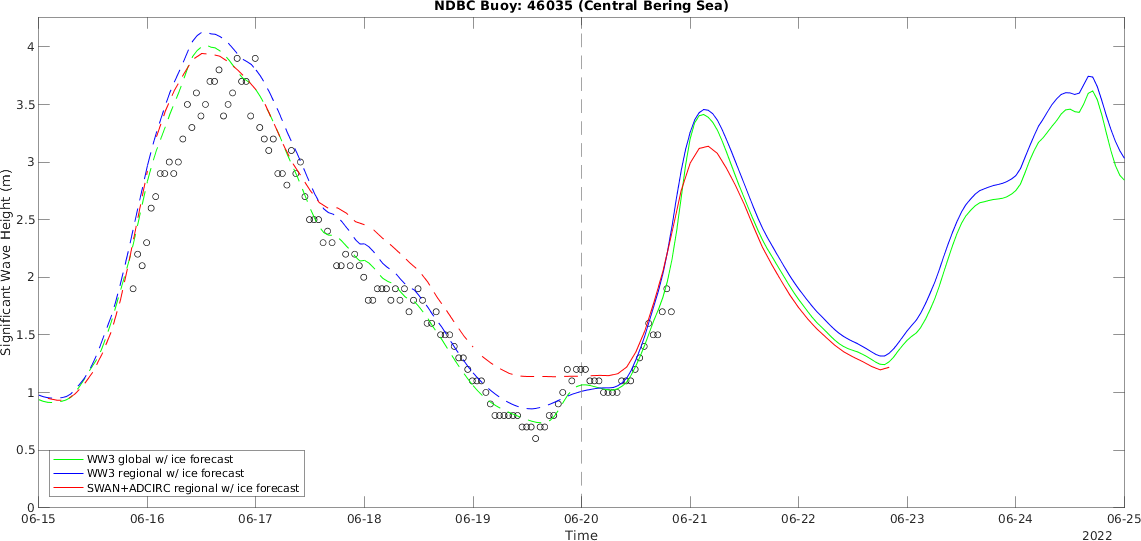 NDBC Buoy: 46035 (Central Bering Sea)
Significant Wave Height (m)
4
3.5
3
2.5
2
1.5
1
0.5
0
WW3 global w/ ice forecast
WW3 regional w/ ice forecast
SWAN+ADCIRC regional w/ ice forecast
06-15 06-16 06-17 06-18 06-19 06-20 06-21 06-22 06-23 06-24 06-25
Time
2022